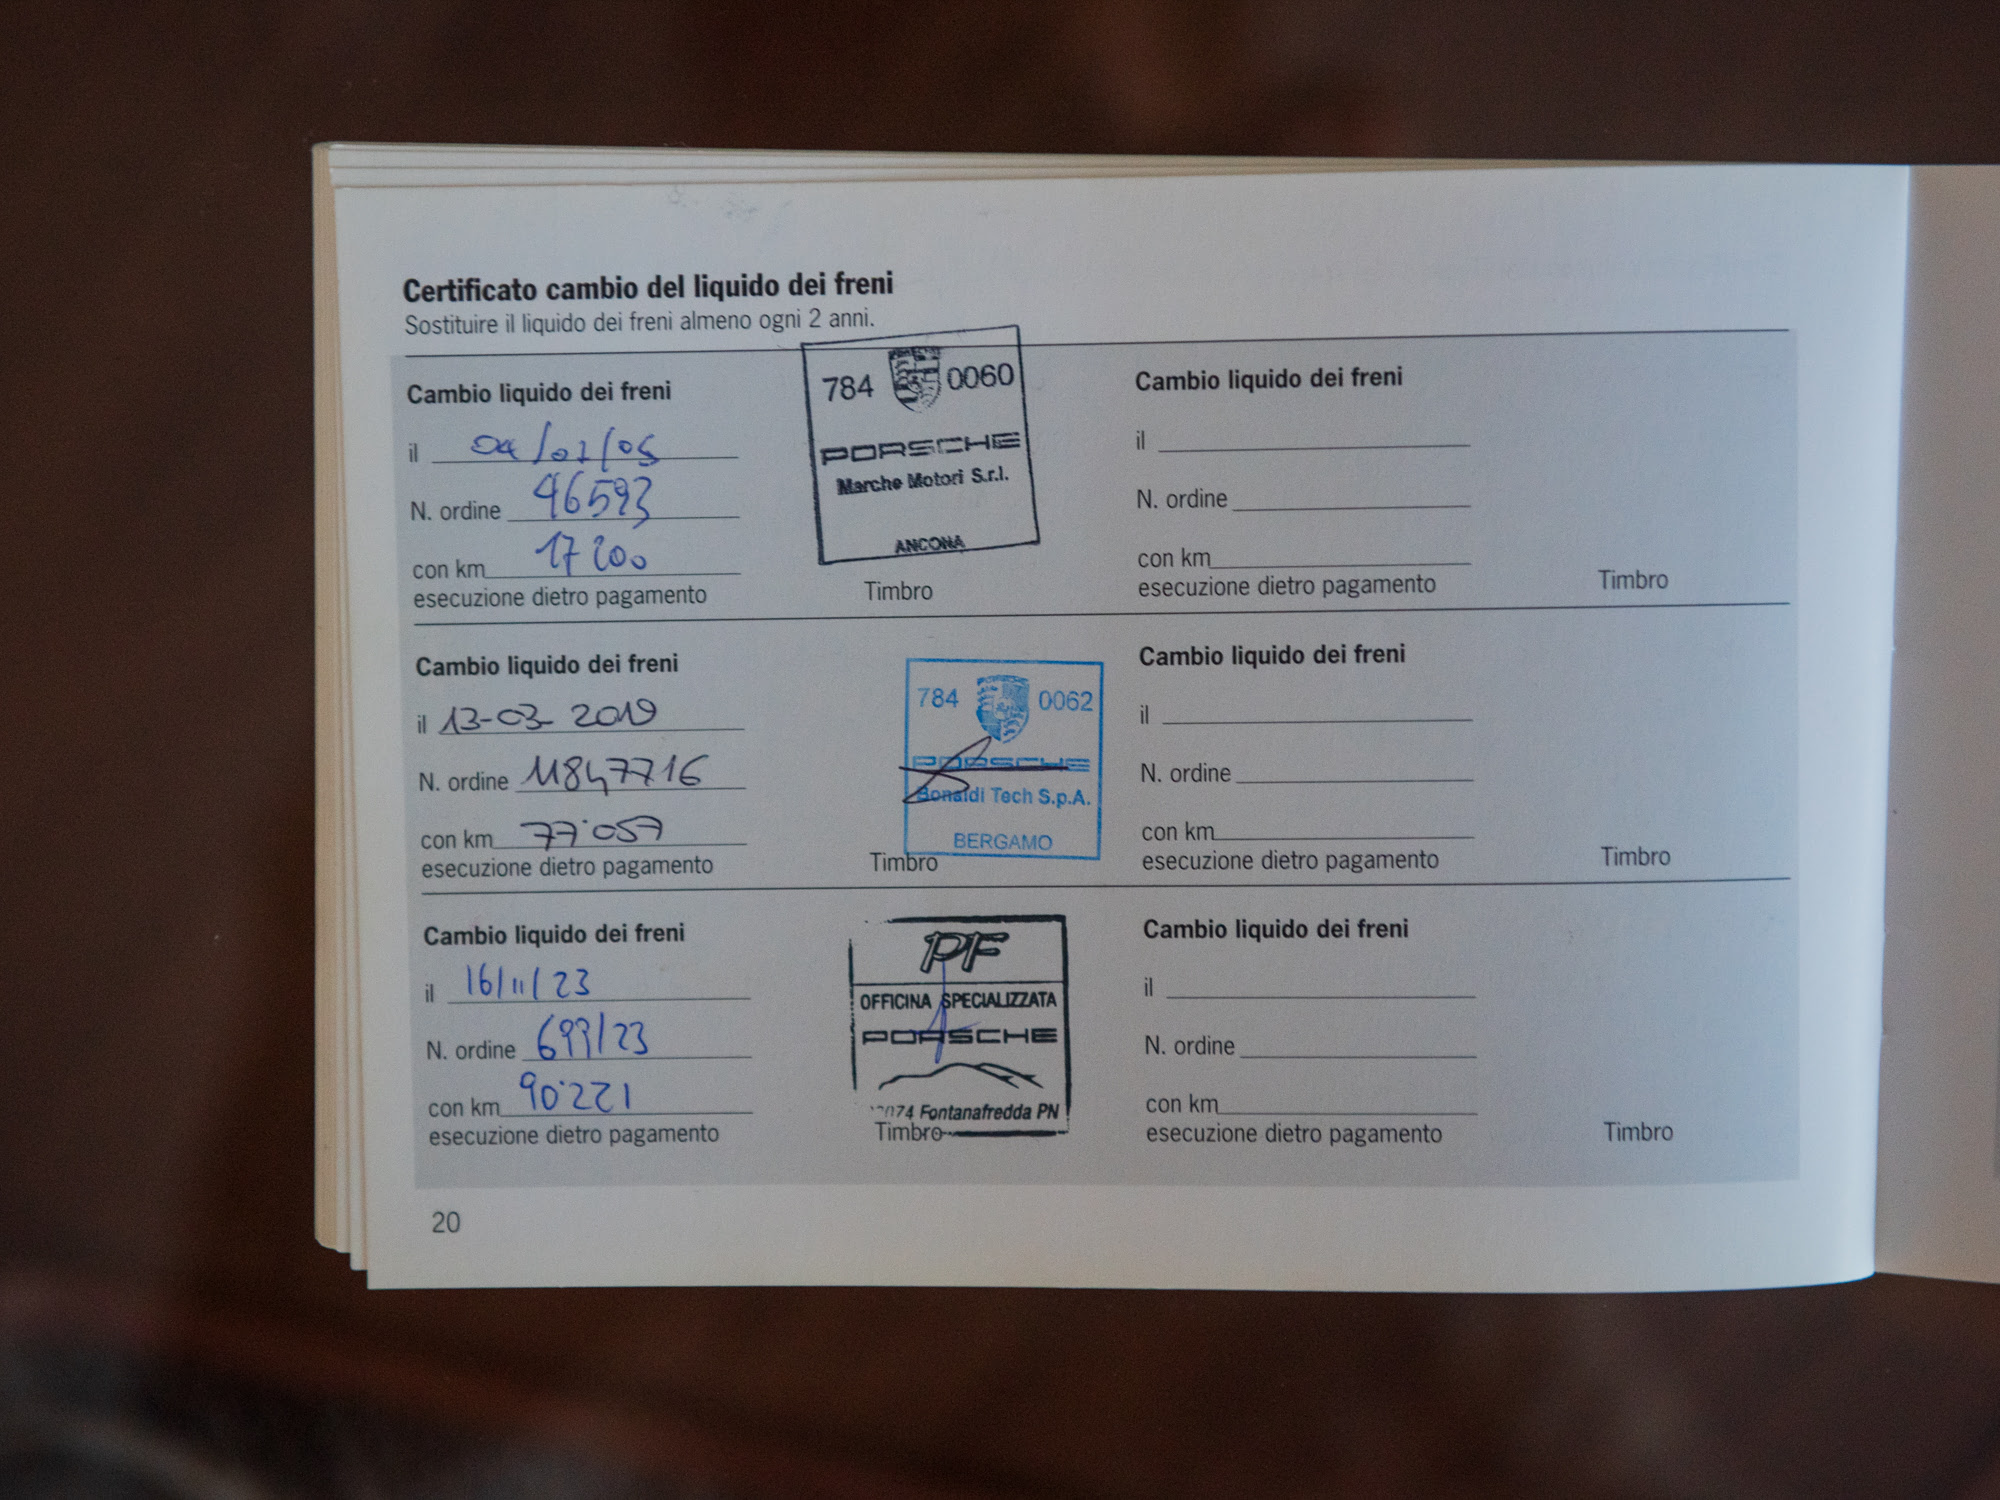 Certificato cambio del liquido dei freni
Sostituire il liquido dei freni almeno ogni 2 anni.
Cambio liquido dei freni
il 04/07/05
N. ordine 46593
con km 17200
esecuzione dietro pagamento
784 0060
PORSCHE
Marche Motori S.r.l.
ANCONA
Timbro
Cambio liquido dei freni
il
N. ordine
con km
esecuzione dietro pagamento
Timbro
Cambio liquido dei freni
il 13-03-2019
N. ordine 11847716
con km 77'057
esecuzione dietro pagamento
784 0062
PORSCHE
Bonaldi Tech S.p.A.
BERGAMO
Timbro
Cambio liquido dei freni
il
N. ordine
con km
esecuzione dietro pagamento
Timbro
Cambio liquido dei freni
il 16/11/23
N. ordine 699/23
con km 90'221
esecuzione dietro pagamento
PF
OFFICINA SPECIALIZZATA
PORSCHE
Fontanafredda PN
Timbro
Cambio liquido dei freni
il
N. ordine
con km
esecuzione dietro pagamento
Timbro
20